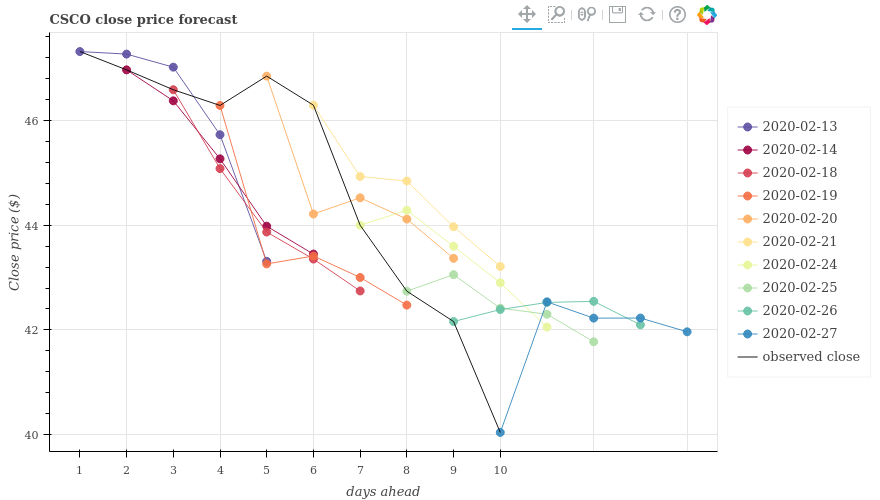 CSCO close price forecast
46
44
42
40
Close price ($)
1 2 3 4 5 6 7 8 9 10
days ahead
2020-02-13
2020-02-14
2020-02-18
2020-02-19
2020-02-20
2020-02-21
2020-02-24
2020-02-25
2020-02-26
2020-02-27
observed close